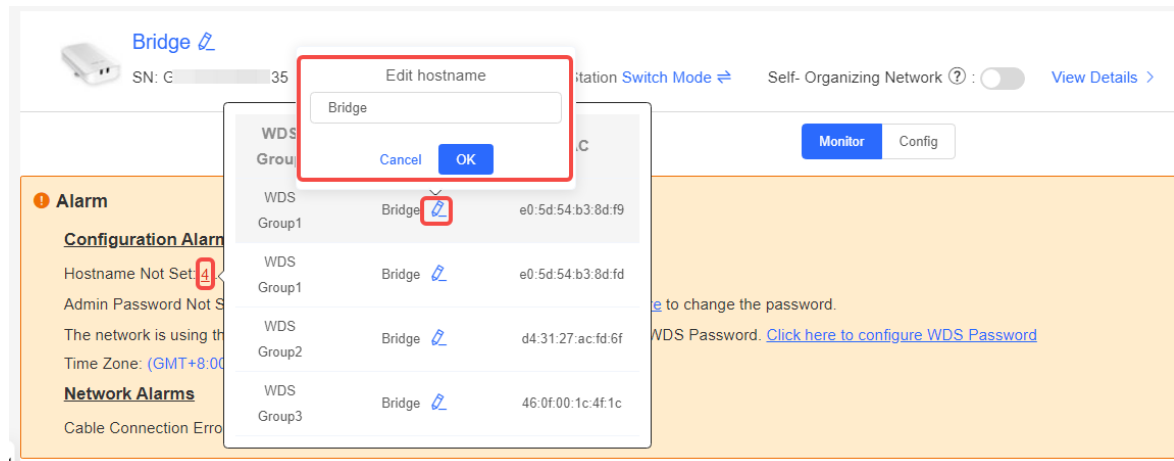 Bridge
SN: G 35
Station Switch Mode
Self- Organizing Network ? :
View Details >
Edit hostname
Bridge
Cancel OK
Monitor Config
WDS
AC
WDS
Group1
Bridge
e0:5d:54:b3:8d:f9
WDS
Group1
Bridge
e0:5d:54:b3:8d:fd
WDS
Group2
Bridge
d4:31:27:ac:fd:6f
WDS
Group3
Bridge
46:0f:00:1c:4f:1c
Alarm
Configuration Alarm
Hostname Not Set: 4
Admin Password Not S
to change the password.
The network is using th
WDS Password. Click here to configure WDS Password
Time Zone: (GMT+8:00
Network Alarms
Cable Connection Erro